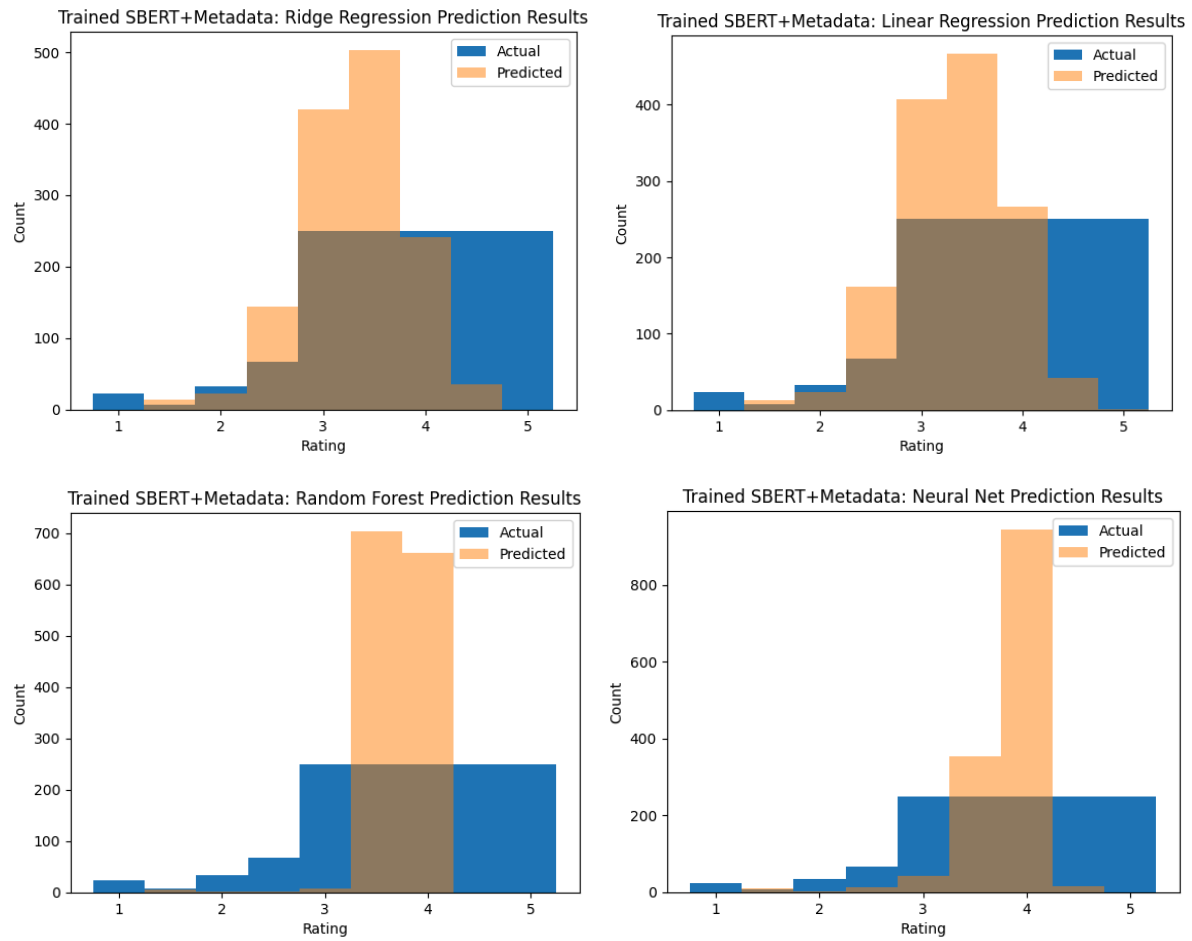 Trained SBERT+Metadata: Ridge Regression Prediction Results
Actual
Predicted
500
400
300
200
100
0
Count
1 2 3 4 5
Rating
Trained SBERT+Metadata: Linear Regression Prediction Results
Actual
Predicted
400
300
200
100
0
Count
1 2 3 4 5
Rating
Trained SBERT+Metadata: Random Forest Prediction Results
Actual
Predicted
700
600
500
400
300
200
100
0
Count
1 2 3 4 5
Rating
Trained SBERT+Metadata: Neural Net Prediction Results
Actual
Predicted
800
600
400
200
0
Count
1 2 3 4 5
Rating